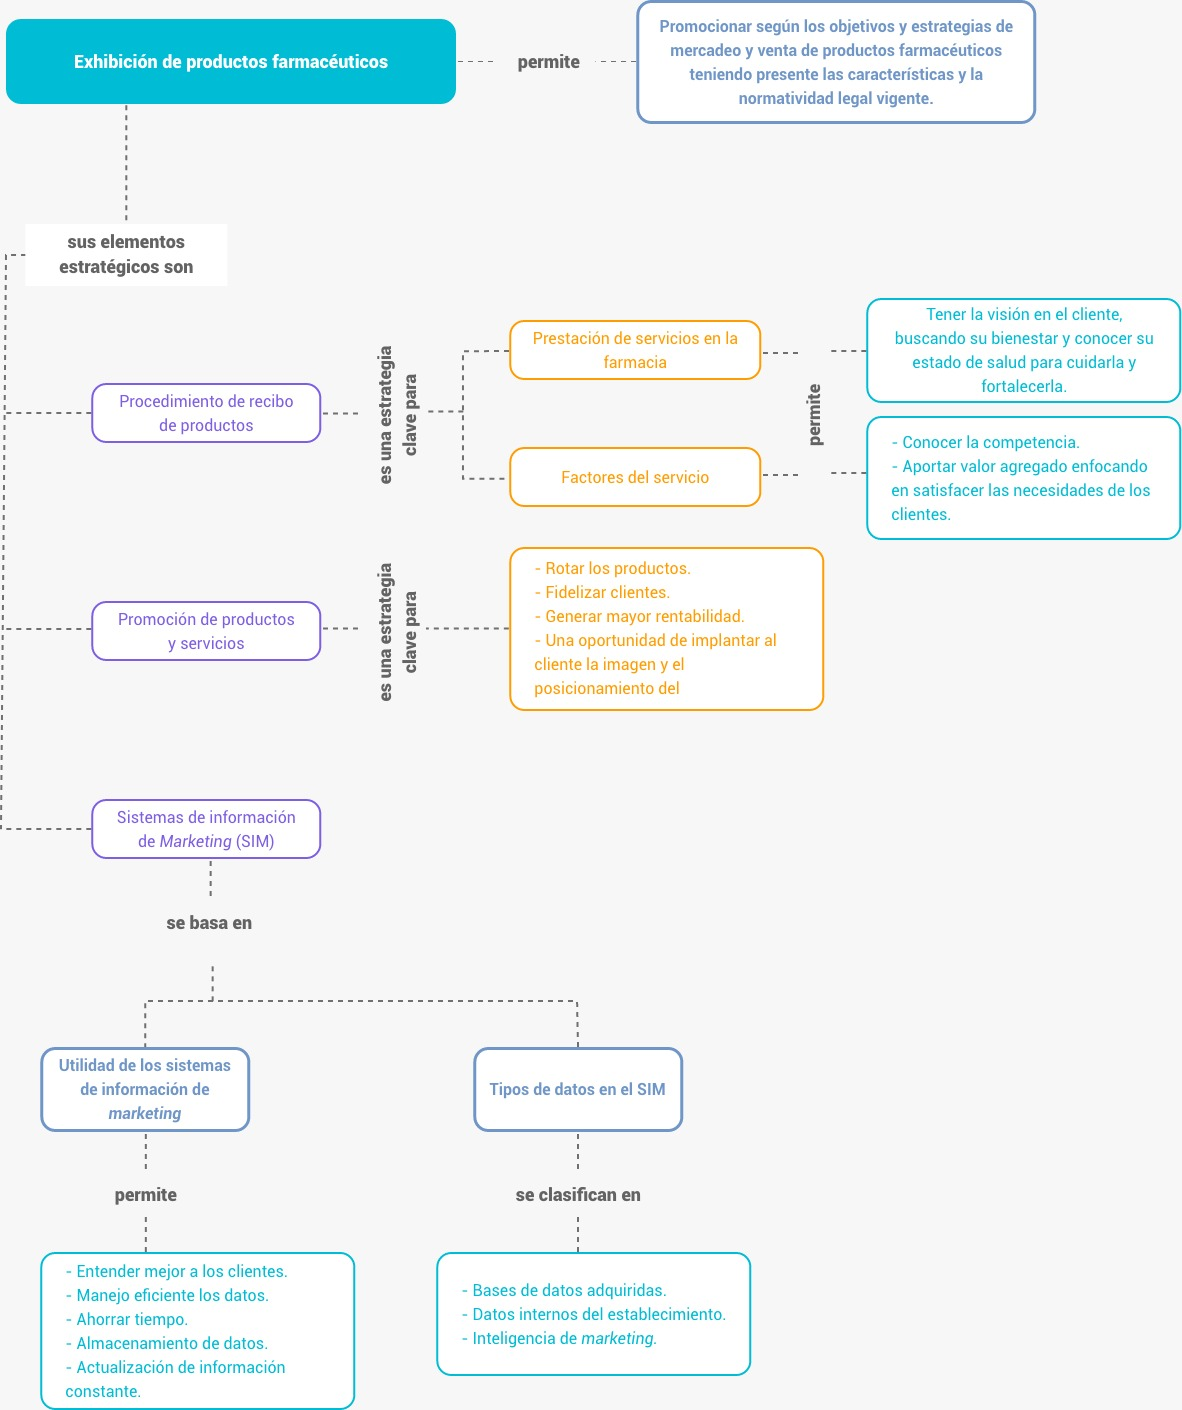 Exhibición de productos farmacéuticos
permite
Promocionar según los objetivos y estrategias de
mercadeo y venta de productos farmacéuticos
teniendo presente las características y la
normatividad legal vigente.
sus elementos
estratégicos son
Procedimiento de recibo
de productos
es una estrategia
clave para
Prestación de servicios en la
farmacia
Factores del servicio
permite
Tener la visión en el cliente,
buscando su bienestar y conocer su
estado de salud para cuidarla y
fortalecerla.
- Conocer la competencia.
- Aportar valor agregado enfocando
en satisfacer las necesidades de los
clientes.
Promoción de productos
y servicios
es una estrategia
clave para
- Rotar los productos.
- Fidelizar clientes.
- Generar mayor rentabilidad.
- Una oportunidad de implantar al
cliente la imagen y el
posicionamiento del
Sistemas de información
de Marketing (SIM)
se basa en
Utilidad de los sistemas
de información de
marketing
permite
- Entender mejor a los clientes.
- Manejo eficiente los datos.
- Ahorrar tiempo.
- Almacenamiento de datos.
- Actualización de información
constante.
Tipos de datos en el SIM
se clasifican en
- Bases de datos adquiridas.
- Datos internos del establecimiento.
- Inteligencia de marketing.